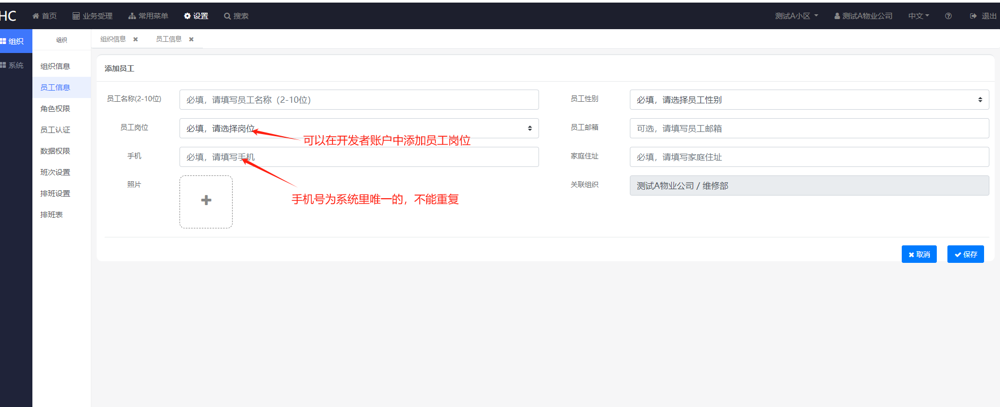 HC 首页 业务受理 常用菜单 设置 搜索 测试A小区 测试A物业公司 中文 退出
组织 组织 组织信息 员工信息
系统
组织信息
员工信息
角色权限
员工认证
数据权限
班次设置
排班设置
排班表
添加员工
员工名称(2-10位) 必填，请填写员工名称（2-10位） 员工性别 必填，请选择员工性别
员工岗位 必填，请选择岗位 员工邮箱 可选，请填写员工邮箱
可以在开发者账户中添加员工岗位
手机 必填，请填写手机 家庭住址 必填，请填写家庭住址
照片 关联组织 测试A物业公司 / 维修部
手机号为系统里唯一的，不能重复
取消 保存